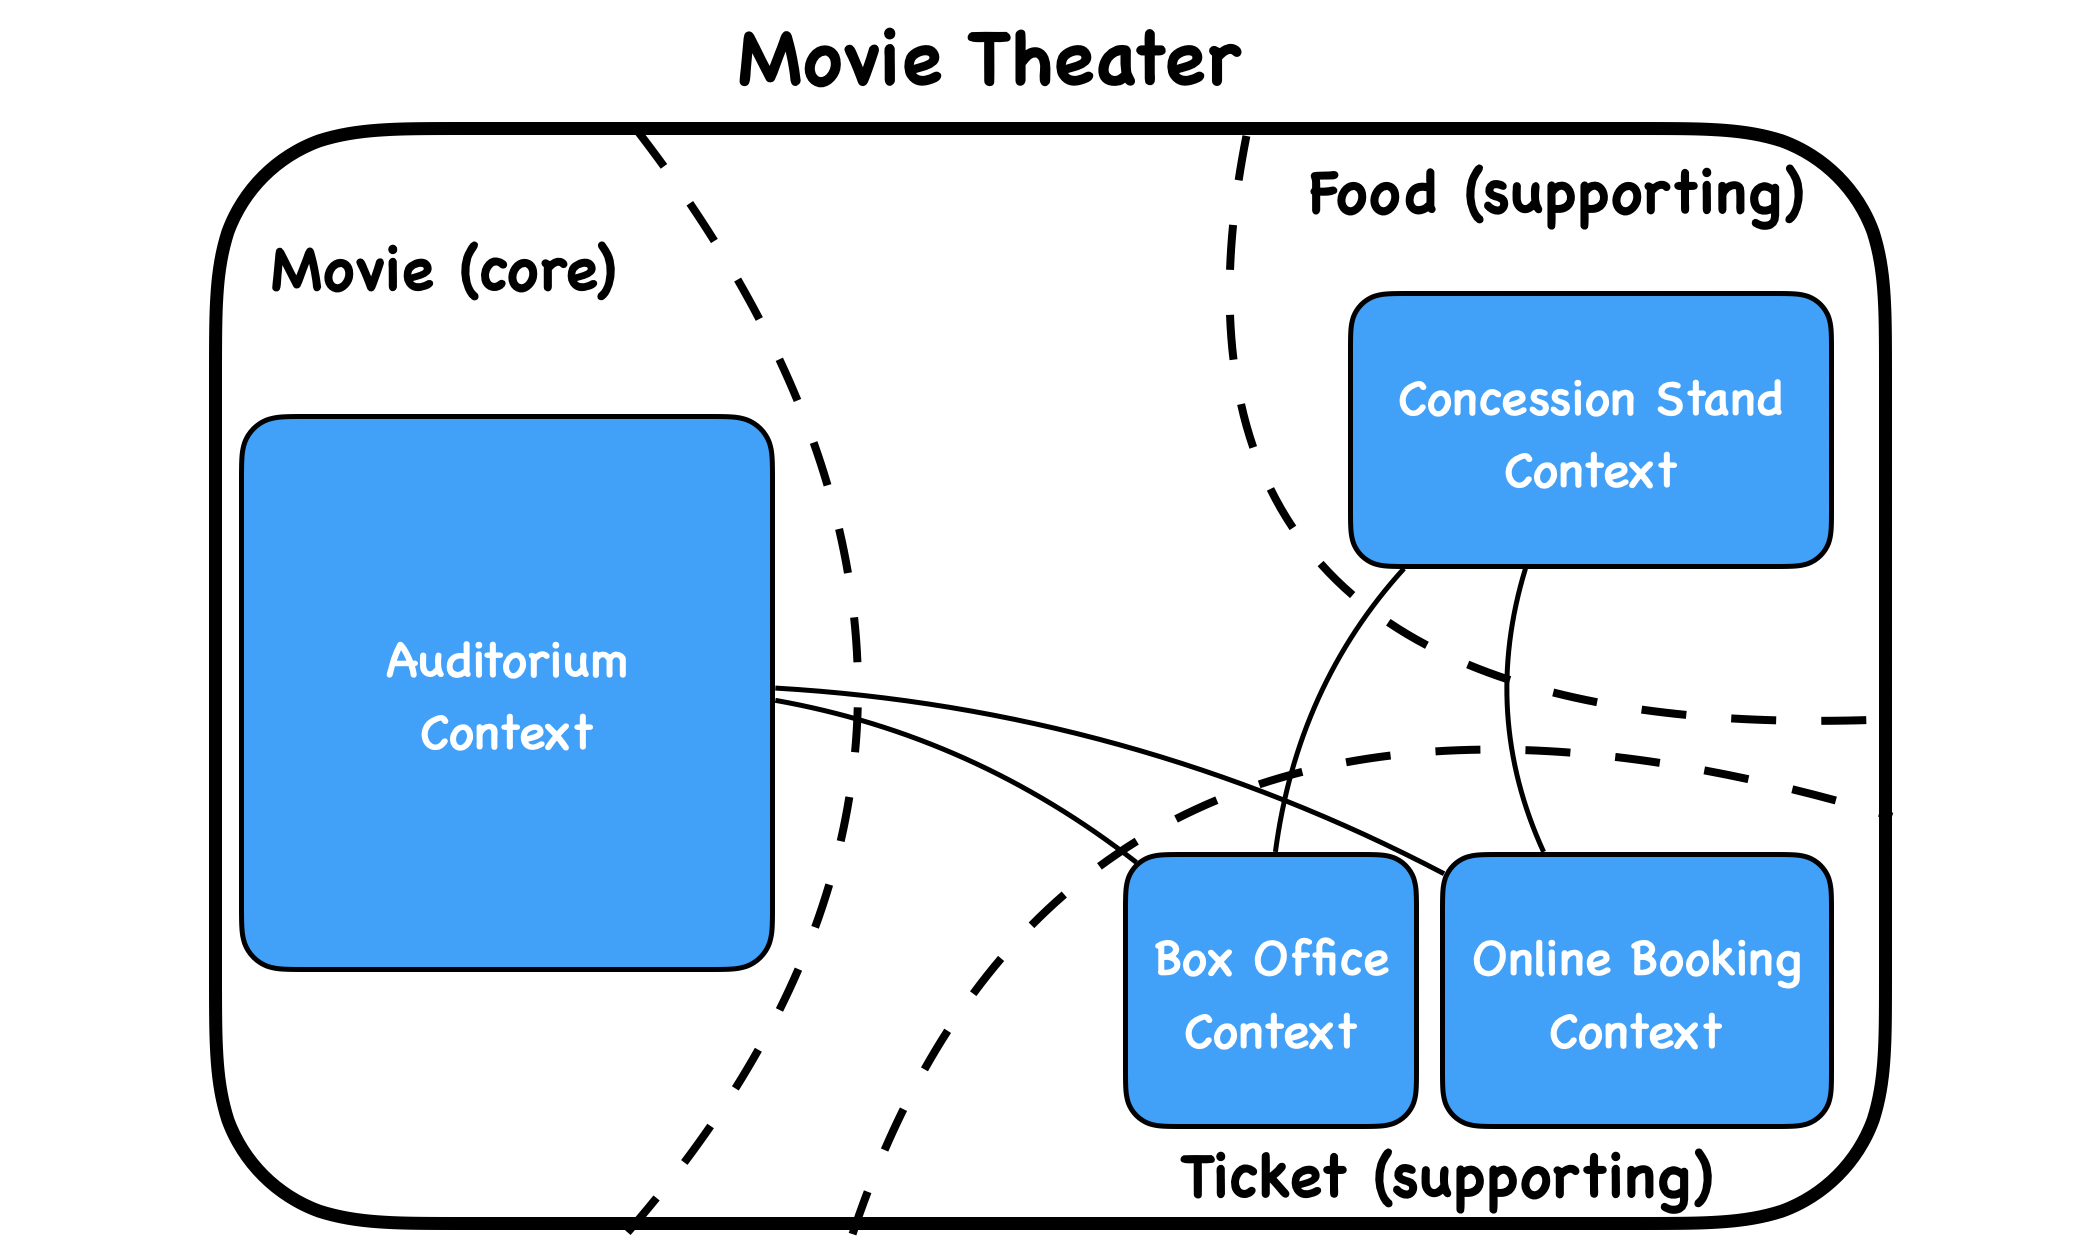 Movie Theater
Movie (core)
Food (supporting)
Concession Stand
Context
Auditorium
Context
Box Office
Context
Online Booking
Context
Ticket (supporting)